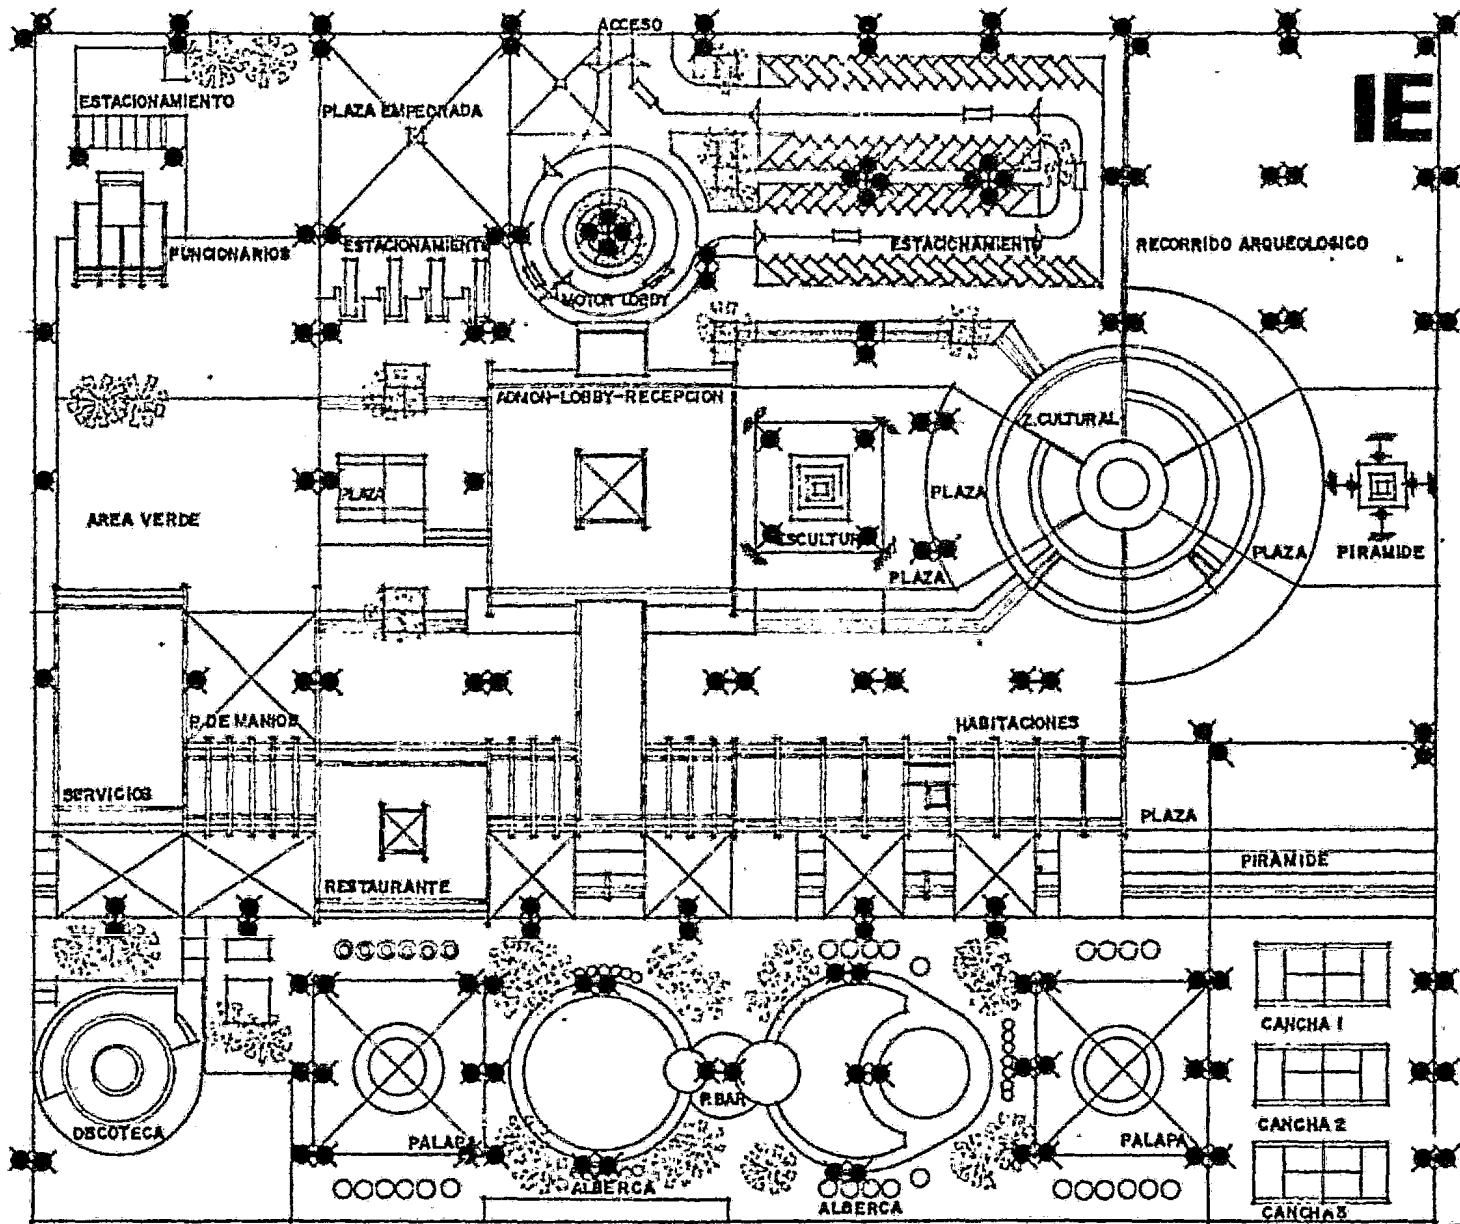 ACCESO
IE
ESTACIONAMIENTO
PLAZA EMPEDRADA
FUNCIONARIOS
ESTACIONAMIENTO
ESTACIONAMIENTO
RECORRIDO ARQUEOLOGICO
MOTOR LOBBY
ADMON-LOBBY-RECEPCION
Z.CULTURAL
PLAZA
PLAZA
AREA VERDE
ESCULTURA
PLAZA
PLAZA
PIRAMIDE
P. DE MANIOB
HABITACIONES
SERVICIOS
PLAZA
RESTAURANTE
PIRAMIDE
CANCHA 1
P.BAR
CANCHA 2
DISCOTECA
PALAPA
PALAPA
ALBERCA
ALBERCA
CANCHA 3